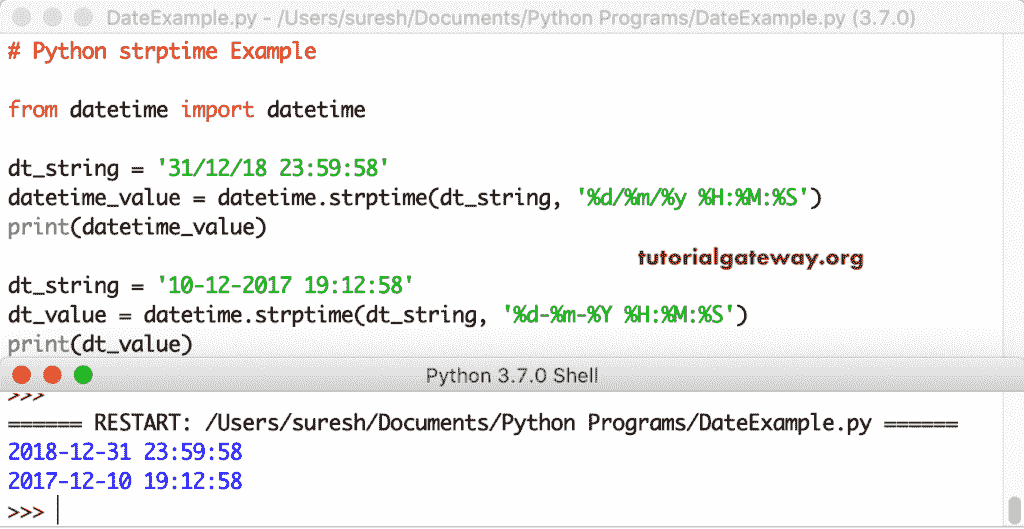 DateExample.py - /Users/suresh/Documents/Python Programs/DateExample.py (3.7.0)
# Python strptime Example
from datetime import datetime
dt_string = '31/12/18 23:59:58'
datetime_value = datetime.strptime(dt_string, '%d/%m/%y %H:%M:%S')
print(datetime_value)
tutorialgateway.org
dt_string = '10-12-2017 19:12:58'
dt_value = datetime.strptime(dt_string, '%d-%m-%Y %H:%M:%S')
print(dt_value)
Python 3.7.0 Shell
>>>
====== RESTART: /Users/suresh/Documents/Python Programs/DateExample.py ======
2018-12-31 23:59:58
2017-12-10 19:12:58
>>>